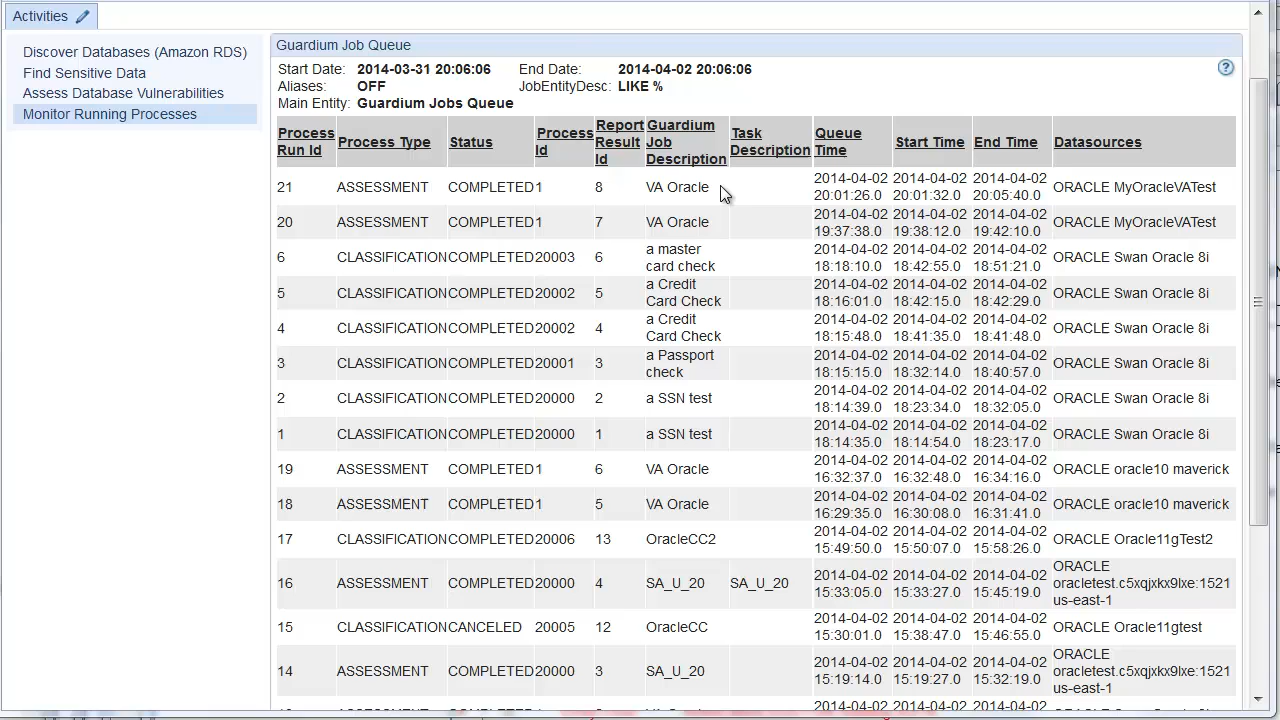 Activities
Discover Databases (Amazon RDS)
Find Sensitive Data
Assess Database Vulnerabilities
Monitor Running Processes
Guardium Job Queue
Start Date: 2014-03-31 20:06:06 End Date: 2014-04-02 20:06:06
Aliases: OFF JobEntityDesc: LIKE %
Main Entity: Guardium Jobs Queue
Process Run Id Process Type Status Process Id Report Result Id Guardium Job Description Task Description Queue Time Start Time End Time Datasources
21 ASSESSMENT COMPLETED 1 8 VA Oracle 2014-04-02 20:01:26.0 2014-04-02 20:01:32.0 2014-04-02 20:05:40.0 ORACLE MyOracleVATest
20 ASSESSMENT COMPLETED 1 7 VA Oracle 2014-04-02 19:37:38.0 2014-04-02 19:38:12.0 2014-04-02 19:42:10.0 ORACLE MyOracleVATest
6 CLASSIFICATION COMPLETED 20003 6 a master card check 2014-04-02 18:18:10.0 2014-04-02 18:42:55.0 2014-04-02 18:51:21.0 ORACLE Swan Oracle 8i
5 CLASSIFICATION COMPLETED 20002 5 a Credit Card Check 2014-04-02 18:16:01.0 2014-04-02 18:42:15.0 2014-04-02 18:42:29.0 ORACLE Swan Oracle 8i
4 CLASSIFICATION COMPLETED 20002 4 a Credit Card Check 2014-04-02 18:15:48.0 2014-04-02 18:41:35.0 2014-04-02 18:41:48.0 ORACLE Swan Oracle 8i
3 CLASSIFICATION COMPLETED 20001 3 a Passport check 2014-04-02 18:15:15.0 2014-04-02 18:32:14.0 2014-04-02 18:40:57.0 ORACLE Swan Oracle 8i
2 CLASSIFICATION COMPLETED 20000 2 a SSN test 2014-04-02 18:14:39.0 2014-04-02 18:23:34.0 2014-04-02 18:32:05.0 ORACLE Swan Oracle 8i
1 CLASSIFICATION COMPLETED 20000 1 a SSN test 2014-04-02 18:14:35.0 2014-04-02 18:14:54.0 2014-04-02 18:23:17.0 ORACLE Swan Oracle 8i
19 ASSESSMENT COMPLETED 1 6 VA Oracle 2014-04-02 16:32:37.0 2014-04-02 16:32:48.0 2014-04-02 16:34:16.0 ORACLE oracle10 maverick
18 ASSESSMENT COMPLETED 1 5 VA Oracle 2014-04-02 16:29:35.0 2014-04-02 16:30:08.0 2014-04-02 16:31:41.0 ORACLE oracle10 maverick
17 CLASSIFICATION COMPLETED 20006 13 OracleCC2 2014-04-02 15:49:50.0 2014-04-02 15:50:07.0 2014-04-02 15:58:26.0 ORACLE Oracle11gTest2
16 ASSESSMENT COMPLETED 20000 4 SA_U_20 SA_U_20 2014-04-02 15:33:05.0 2014-04-02 15:33:27.0 2014-04-02 15:45:19.0 ORACLE oracletest.c5xqjxkx9lxe:1521 us-east-1
15 CLASSIFICATION CANCELED 20005 12 OracleCC 2014-04-02 15:30:01.0 2014-04-02 15:38:47.0 2014-04-02 15:46:55.0 ORACLE Oracle11gtest
14 ASSESSMENT COMPLETED 20000 3 SA_U_20 2014-04-02 15:19:14.0 2014-04-02 15:19:27.0 2014-04-02 15:32:19.0 ORACLE oracletest.c5xqjxkx9lxe:1521 us-east-1
2014-04-02 2014-04-02 2014-04-02